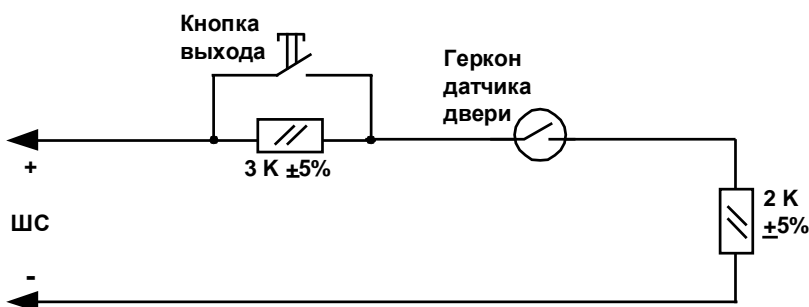 Кнопка
выхода
Геркон
датчика
двери
3 K ±5%
+
2 K
±5%
ШС
-